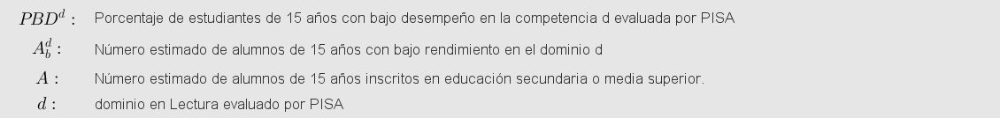 PBD^d : Porcentaje de estudiantes de 15 años con bajo desempeño en la competencia d evaluada por PISA
A_b^d : Número estimado de alumnos de 15 años con bajo rendimiento en el dominio d
A : Número estimado de alumnos de 15 años inscritos en educación secundaria o media superior.
d : dominio en Lectura evaluado por PISA